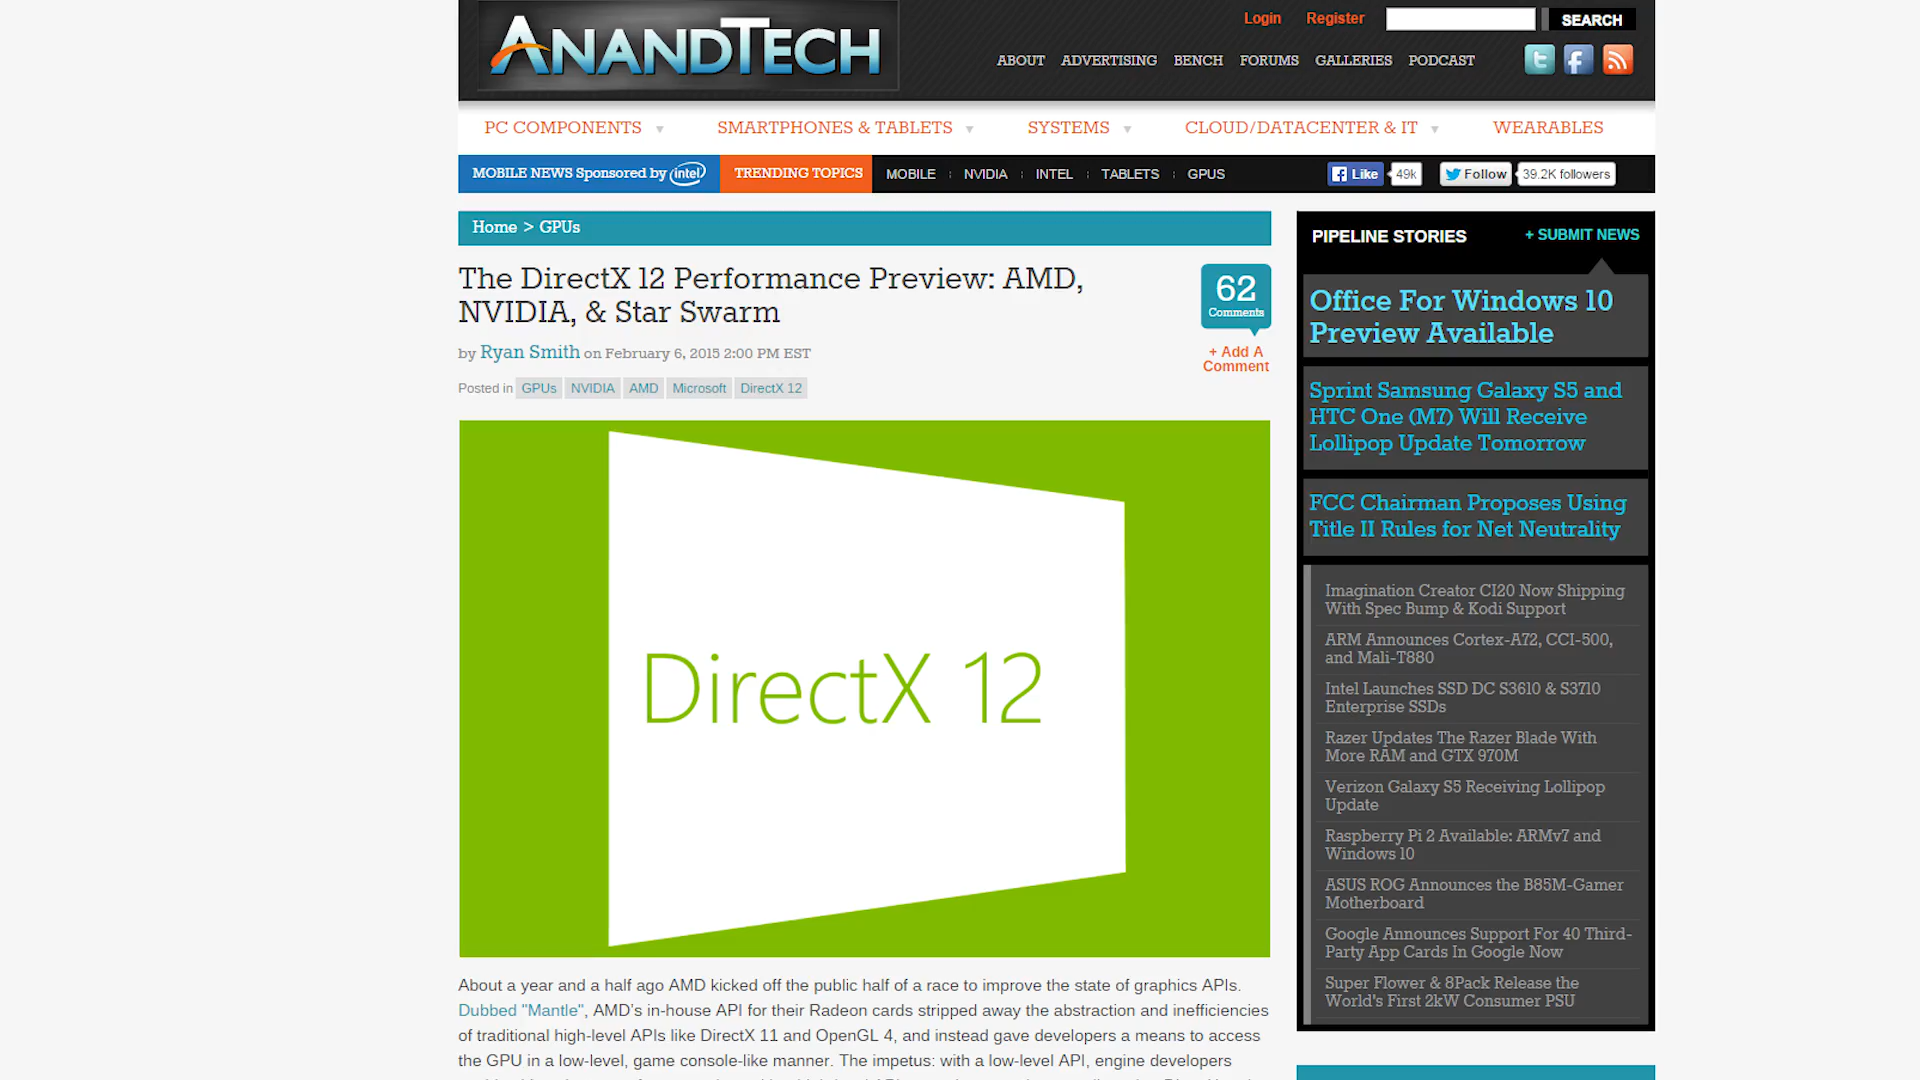 ANANDTECH
Login Register SEARCH
ABOUT ADVERTISING BENCH FORUMS GALLERIES PODCAST
PC COMPONENTS SMARTPHONES & TABLETS SYSTEMS CLOUD/DATACENTER & IT WEARABLES
MOBILE NEWS Sponsored by intel TRENDING TOPICS MOBILE NVIDIA INTEL TABLETS GPUS Like 49k Follow 39.2K followers
Home > GPUs
The DirectX 12 Performance Preview: AMD,
NVIDIA, & Star Swarm
by Ryan Smith on February 6, 2015 2:00 PM EST
Posted in GPUs NVIDIA AMD Microsoft DirectX 12
62
Comments
+ Add A
Comment
DirectX 12
About a year and a half ago AMD kicked off the public half of a race to improve the state of graphics APIs.
Dubbed "Mantle", AMD's in-house API for their Radeon cards stripped away the abstraction and inefficiencies
of traditional high-level APIs like DirectX 11 and OpenGL 4, and instead gave developers a means to access
the GPU in a low-level, game console-like manner. The impetus: with a low-level API, engine developers
PIPELINE STORIES + SUBMIT NEWS
Office For Windows 10
Preview Available
Sprint Samsung Galaxy S5 and
HTC One (M7) Will Receive
Lollipop Update Tomorrow
FCC Chairman Proposes Using
Title II Rules for Net Neutrality
Imagination Creator CI20 Now Shipping
With Spec Bump & Kodi Support
ARM Announces Cortex-A72, CCI-500,
and Mali-T880
Intel Launches SSD DC S3610 & S3710
Enterprise SSDs
Razer Updates The Razer Blade With
More RAM and GTX 970M
Verizon Galaxy S5 Receiving Lollipop
Update
Raspberry Pi 2 Available: ARMv7 and
Windows 10
ASUS ROG Announces the B85M-Gamer
Motherboard
Google Announces Support For 40 Third-
Party App Cards In Google Now
Super Flower & 8Pack Release the
World's First 2kW Consumer PSU